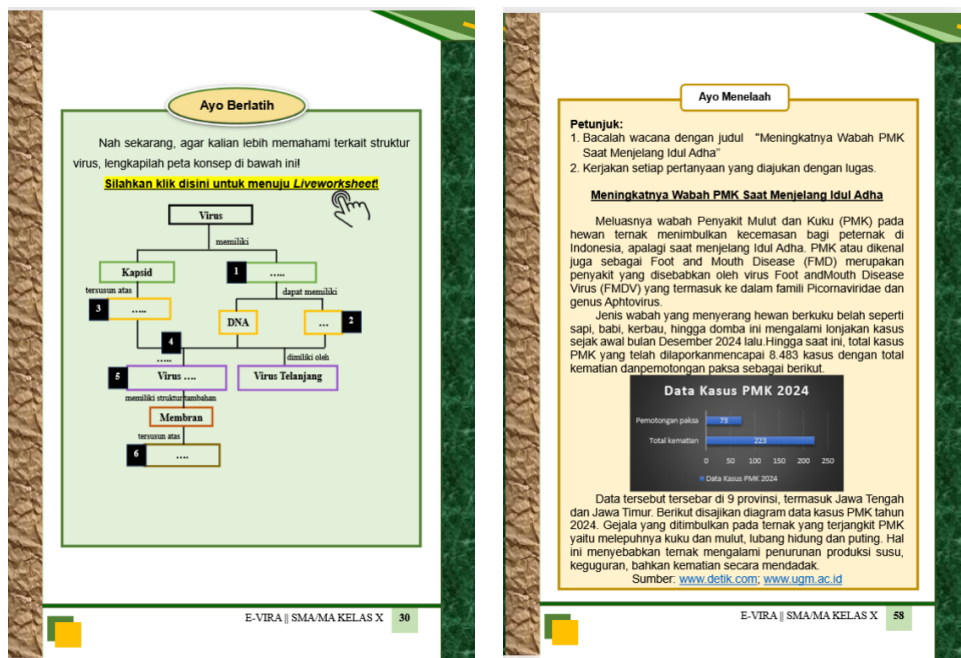 Ayo Berlatih
Nah sekarang, agar kalian lebih memahami terkait struktur
virus, lengkapilah peta konsep di bawah ini!
Silahkan klik disini untuk menuju Liveworksheet!
Virus
memiliki
Kapsid
1
.....
tersusun atas
dapat memiliki
3
.....
DNA
...
2
4
.....
dimiliki oleh
5
Virus ....
Virus Telanjang
memiliki struktur tambahan
Membran
tersusun atas
6
....
E-VIRA || SMA/MA KELAS X 30
Ayo Menelaah
Petunjuk:
1. Bacalah wacana dengan judul "Meningkatnya Wabah PMK
Saat Menjelang Idul Adha"
2. Kerjakan setiap pertanyaan yang diajukan dengan lugas.
Meningkatnya Wabah PMK Saat Menjelang Idul Adha
Meluasnya wabah Penyakit Mulut dan Kuku (PMK) pada
hewan ternak menimbulkan kecemasan bagi peternak di
Indonesia, apalagi saat menjelang Idul Adha. PMK atau dikenal
juga sebagai Foot and Mouth Disease (FMD) merupakan
penyakit yang disebabkan oleh virus Foot andMouth Disease
Virus (FMDV) yang termasuk ke dalam famili Picornaviridae dan
genus Aphtovirus.
Jenis wabah yang menyerang hewan berkuku belah seperti
sapi, babi, kerbau, hingga domba ini mengalami lonjakan kasus
sejak awal bulan Desember 2024 lalu.Hingga saat ini, total kasus
PMK yang telah dilaporkanmencapai 8.483 kasus dengan total
kematian danpemotongan paksa sebagai berikut.
Data Kasus PMK 2024
Pemotongan paksa 73
Total kematian 223
0 50 100 150 200 250
Data Kasus PMK 2024
Data tersebut tersebar di 9 provinsi, termasuk Jawa Tengah
dan Jawa Timur. Berikut disajikan diagram data kasus PMK tahun
2024. Gejala yang ditimbulkan pada ternak yang terjangkit PMK
yaitu melepuhnya kuku dan mulut, lubang hidung dan puting. Hal
ini menyebabkan ternak mengalami penurunan produksi susu,
keguguran, bahkan kematian secara mendadak.
Sumber: www.detik.com; www.ugm.ac.id
E-VIRA || SMA/MA KELAS X 58